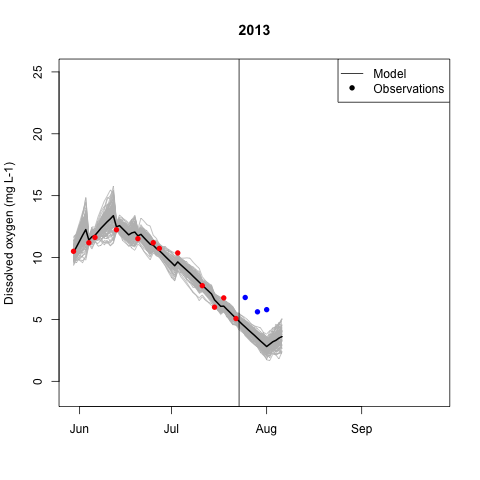 2013
Model
Observations
Dissolved oxygen (mg L-1)
25
20
15
10
5
0
Jun
Jul
Aug
Sep